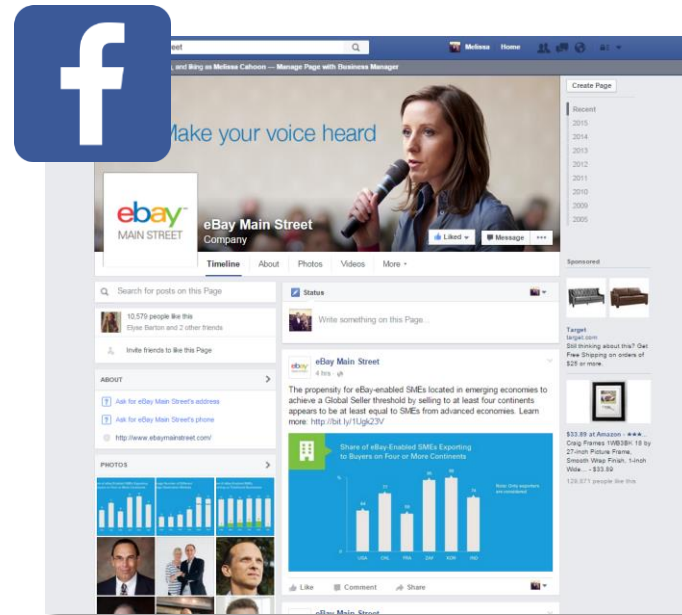 f
eet
Melissa Home
and liking as Melissa Cahoon — Manage Page with Business Manager
Create Page
Recent
2015
2014
2013
2012
2011
2010
2009
2005
Make your voice heard
ebay
MAIN STREET
eBay Main Street
Company
Liked
Message
Timeline About Photos Videos More
Search for posts on this Page
10,579 people like this
Elyse Barton and 2 other friends
Invite friends to like this Page
ABOUT
Ask for eBay Main Street's address
Ask for eBay Main Street's phone
http://www.ebaymainstreet.com/
PHOTOS
Status
Write something on this Page...
ebay
eBay Main Street
4 hrs
The propensity for eBay-enabled SMEs located in emerging economies to
achieve a Global Seller threshold by selling to at least four continents
appears to be at least equal to SMEs from advanced economies. Learn
more: http://bit.ly/1Ugk23V
Share of eBay-Enabled SMEs Exporting
to Buyers on Four or More Continents
%
Note: Only exporters
are considered
Like Comment Share
eBay Main Street
Sponsored
Target
target.com
Still thinking about this? Get
Free Shipping on orders of
$25 or more.
$33.89 at Amazon -
Craig Frames 1WB3BK 18 by
27-Inch Picture Frame,
Smooth Wrap Finish, 1-Inch
Wide... - $33.89
people like this